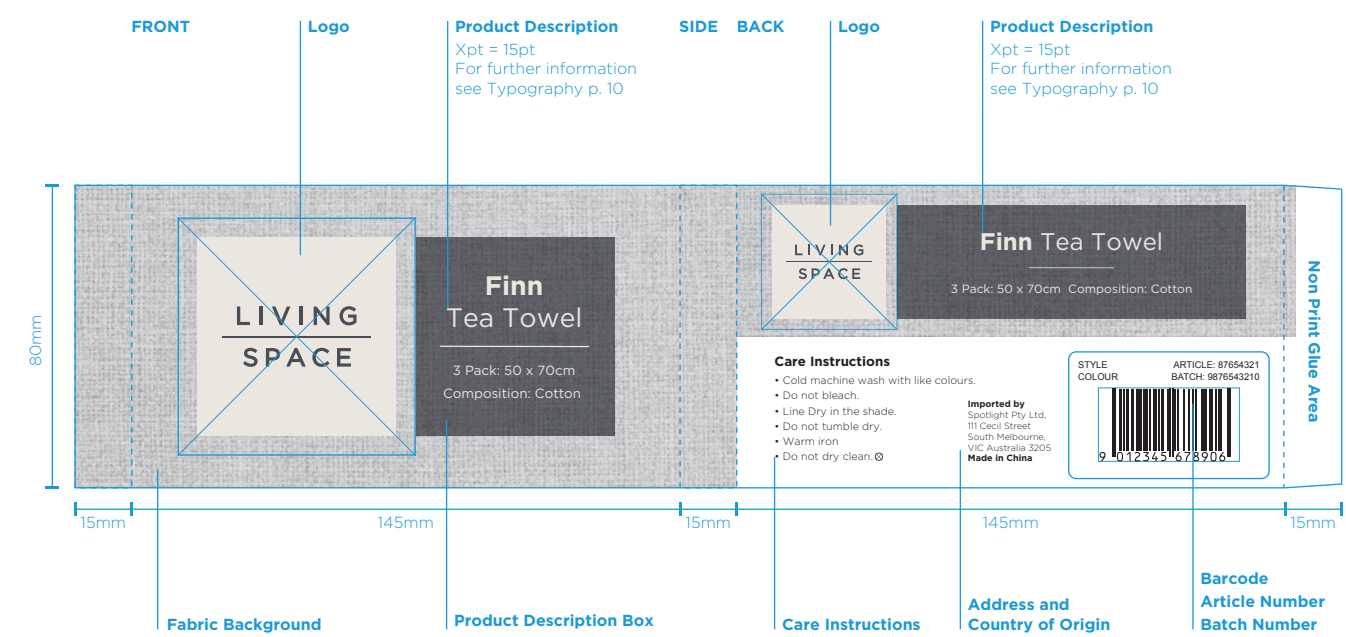 FRONT
Logo
Product Description
Xpt = 15pt
For further information
see Typography p. 10
SIDE
BACK
Logo
Product Description
Xpt = 15pt
For further information
see Typography p. 10
80mm
LIVING
SPACE
Finn
Tea Towel
3 Pack: 50 x 70cm
Composition: Cotton
LIVING
SPACE
Finn Tea Towel
3 Pack: 50 x 70cm Composition: Cotton
Care Instructions
• Cold machine wash with like colours.
• Do not bleach.
• Line Dry in the shade.
• Do not tumble dry.
• Warm iron
• Do not dry clean.
Imported by
Spotlight Pty Ltd,
111 Cecil Street
South Melbourne,
VIC Australia 3205
Made in China
STYLE ARTICLE: 87654321
COLOUR BATCH: 9876543210
9 012345 678906
Non Print Glue Area
15mm
145mm
15mm
145mm
15mm
Fabric Background
Product Description Box
Care Instructions
Address and
Country of Origin
Barcode
Article Number
Batch Number